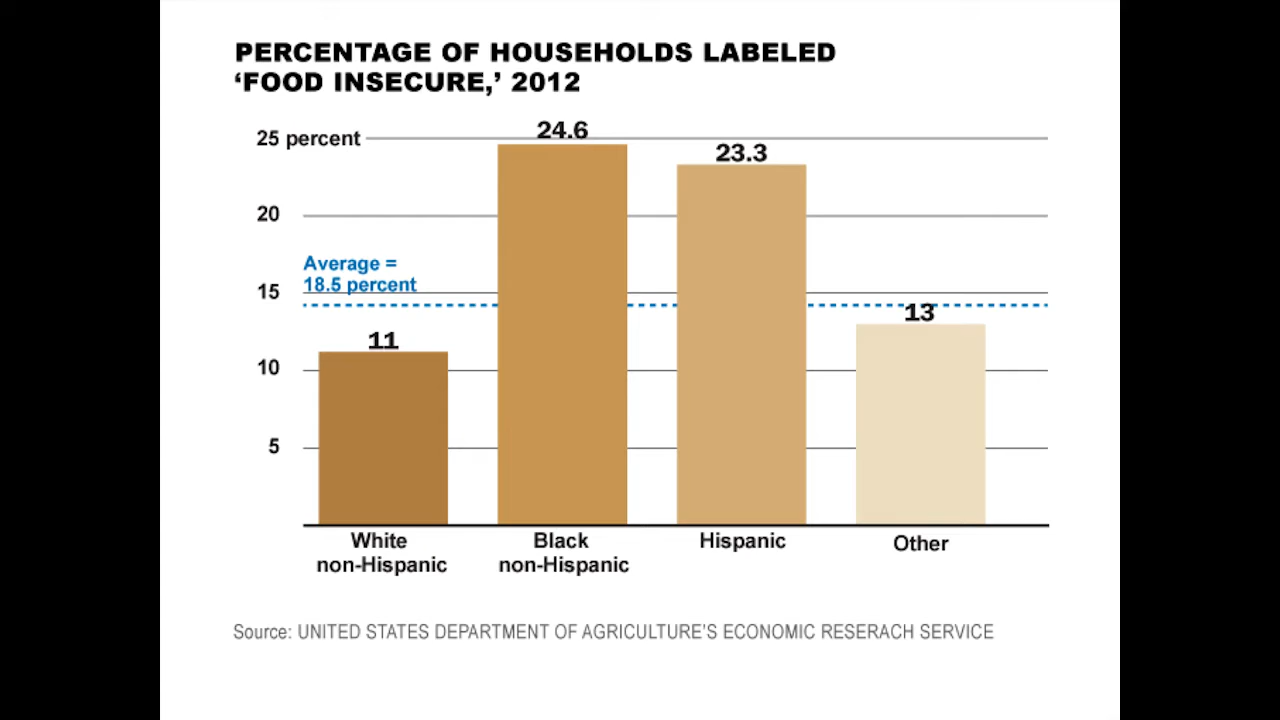 PERCENTAGE OF HOUSEHOLDS LABELED
‘FOOD INSECURE,’ 2012
25 percent
24.6
23.3
20
Average =
18.5 percent
15
13
11
10
5
White
non-Hispanic
Black
non-Hispanic
Hispanic
Other
Source: UNITED STATES DEPARTMENT OF AGRICULTURE’S ECONOMIC RESERACH SERVICE